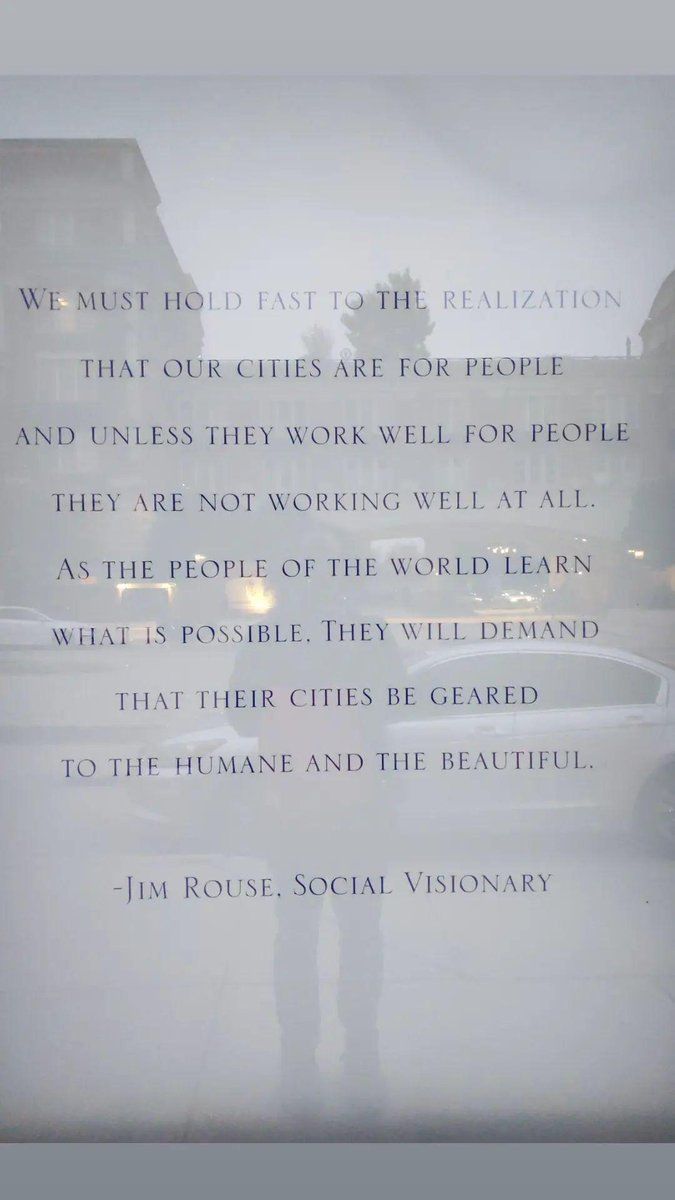 We must hold fast to the realization
that our cities are for people
and unless they work well for people
they are not working well at all.
As the people of the world learn
what is possible. They will demand
that their cities be geared
to the humane and the beautiful.
-Jim Rouse, Social Visionary